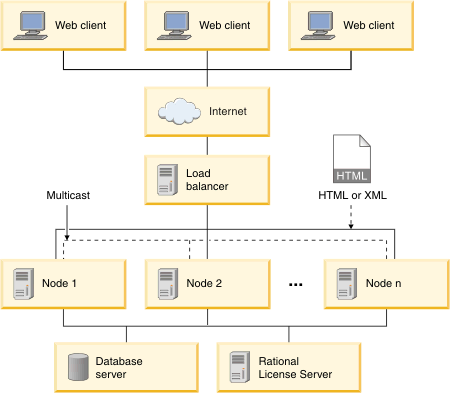 Web client
Web client
Web client
Internet
Load
balancer
HTML
Multicast
HTML or XML
Node 1
Node 2
...
Node n
Database
server
Rational
License Server